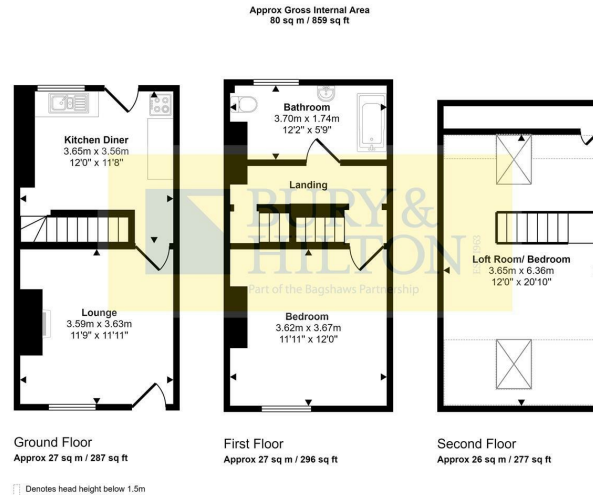 Approx Gross Internal Area
80 sq m / 859 sq ft
Kitchen Diner
3.65m x 3.56m
12'0" x 11'8"
Lounge
3.59m x 3.63m
11'9" x 11'11"
Bathroom
3.70m x 1.74m
12'2" x 5'9"
Landing
Bedroom
3.62m x 3.67m
11'11" x 12'0"
Loft Room/ Bedroom
3.65m x 6.36m
12'0" x 20'10"
BURY &
HILTON
Part of the Bagshaws Partnership
Ground Floor
Approx 27 sq m / 287 sq ft
First Floor
Approx 27 sq m / 296 sq ft
Second Floor
Approx 26 sq m / 277 sq ft
Denotes head height below 1.5m